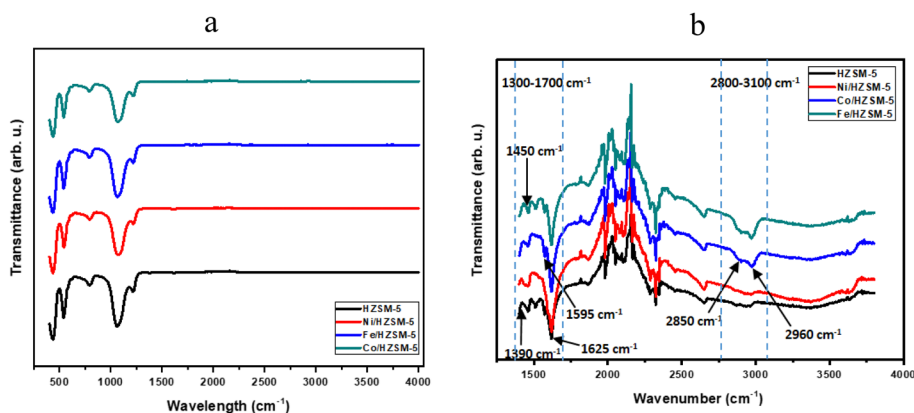 a
Transmittance (arb. u.)
HZSM-5
Ni/HZSM-5
Fe/HZSM-5
Co/HZSM-5
500 1000 1500 2000 2500 3000 3500 4000
Wavelength (cm⁻¹)
b
Transmittance (arb. u.)
1300-1700 cm⁻¹
2800-3100 cm⁻¹
HZSM-5
Ni/HZSM-5
Co/HZSM-5
Fe/HZSM-5
1450 cm⁻¹
1595 cm⁻¹
2850 cm⁻¹
2960 cm⁻¹
1390 cm⁻¹
1625 cm⁻¹
1500 2000 2500 3000 3500 4000
Wavenumber (cm⁻¹)